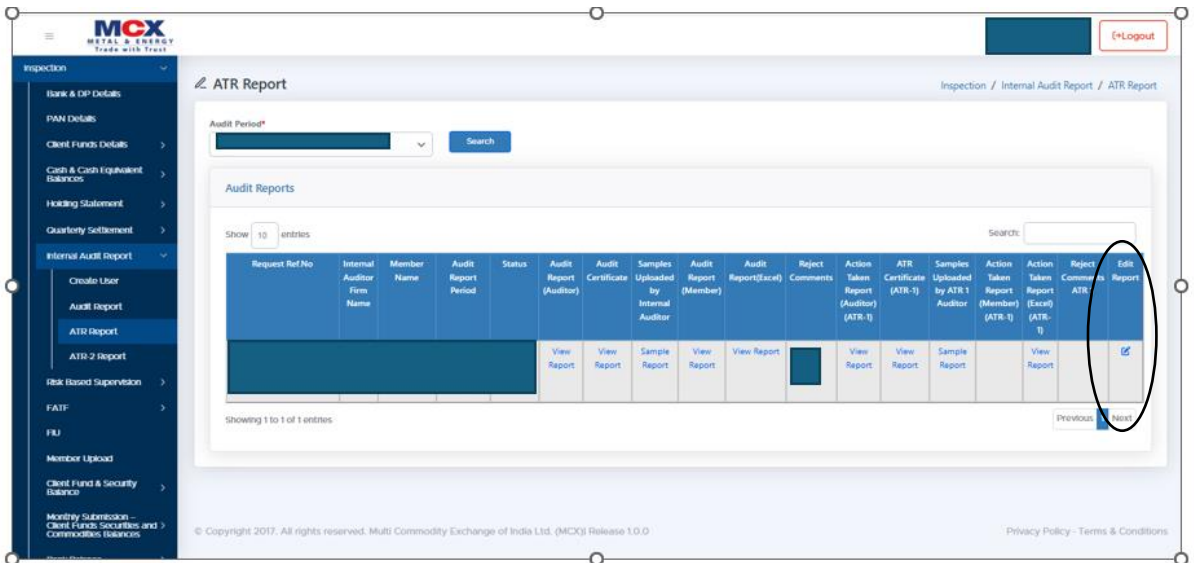 MCX
METAL & ENERGY
Trade with Trust
Logout
Inspection
Bank & DP Details
PAN Details
Client Funds Details
Cash & Cash Equivalent
Balances
Holding Statement
Quarterly Settlement
Internal Audit Report
Create User
Audit Report
ATR Report
ATR-2 Report
Risk Based Supervision
FATF
FIU
Member Upload
Client Fund & Security
Balance
Monthly Submission –
Client Funds Securities and
Commodities Balances
Bank Balance
ATR Report
Inspection / Internal Audit Report / ATR Report
Audit Period*
Search
Audit Reports
Show 10 entries
Search:
Request Ref.No
Internal Auditor Firm Name
Member Name
Audit Report Period
Status
Audit Report (Auditor)
Audit Certificate
Samples Uploaded by Internal Auditor
Audit Report (Member)
Audit Report(Excel)
Reject Comments
Action Taken Report (Auditor) (ATR-1)
ATR Certificate (ATR-1)
Samples Uploaded by ATR 1 Auditor
Action Taken Report (Member) (ATR-1)
Action Taken Report (Excel) (ATR-1)
Reject Comments ATR
Edit Report
View Report
View Report
Sample Report
View Report
View Report
View Report
View Report
Sample Report
View Report
Showing 1 to 1 of 1 entries
Previous
Next
© Copyright 2017. All rights reserved. Multi Commodity Exchange of India Ltd. (MCX)| Release 1.0.0
Privacy Policy - Terms & Conditions